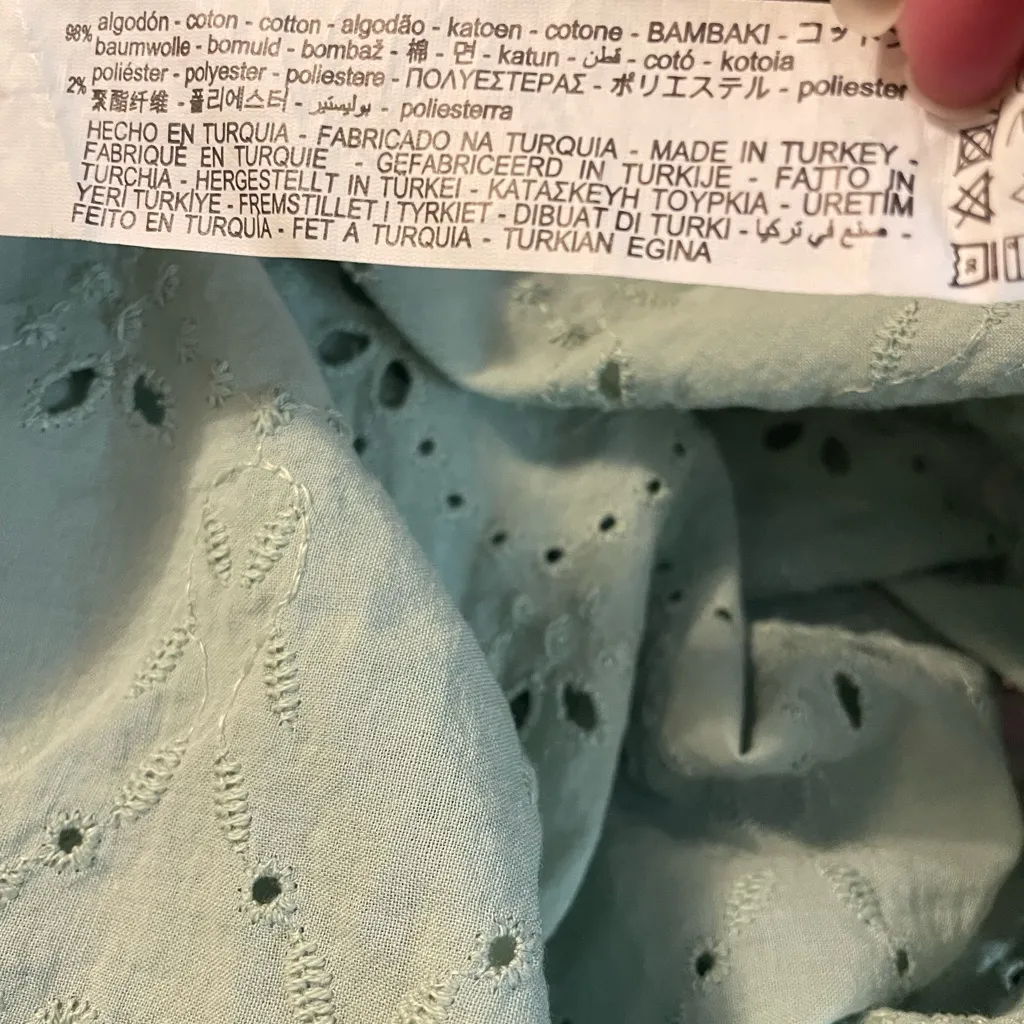 98% algodón - coton - cotton - algodão - katoen - cotone - BAMBAKI -
baumwolle - bomuld - bombaž - 棉 - 면 - katun - قطن - cotó - kotoia
2% poliéster - polyester - poliestere - ΠΟΛΥΕΣΤΕΡΑΣ - ポリエステル - poliester
聚酯纤维 - 폴리에스터 - بوليستير - poliesterra
HECHO EN TURQUIA - FABRICADO NA TURQUIA - MADE IN TURKEY -
FABRIQUÉ EN TURQUIE - GEFABRICEERD IN TURKIJE - FATTO IN
TURCHIA - HERGESTELLT IN TÜRKEI - ΚΑΤΑΣΚΕΥΗ ΤΟΥΡΚΙΑ - ÜRETİM
YERİ TÜRKİYE - FREMSTILLET I TYRKIET - DIBUAT DI TURKI - صنع في تركيا -
FEITO EN TURQUÍA - FET A TURQUIA - TURKIAN EGINA